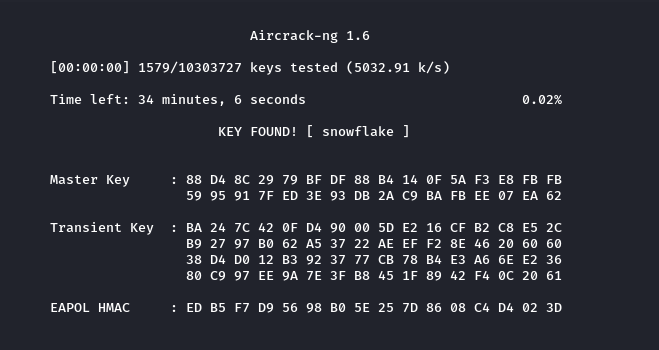 Aircrack-ng 1.6
[00:00:00] 1579/10303727 keys tested (5032.91 k/s)
Time left: 34 minutes, 6 seconds 0.02%
KEY FOUND! [ snowflake ]
Master Key : 88 D4 8C 29 79 BF DF 88 B4 14 0F 5A F3 E8 FB FB
59 95 91 7F ED 3E 93 DB 2A C9 BA FB EE 07 EA 62
Transient Key : BA 24 7C 42 0F D4 90 00 5D E2 16 CF B2 C8 E5 2C
B9 27 97 B0 62 A5 37 22 AE EF F2 8E 46 20 60 60
38 D4 D0 12 B3 92 37 77 CB 78 B4 E3 A6 6E E2 36
80 C9 97 EE 9A 7E 3F B8 45 1F 89 42 F4 0C 20 61
EAPOL HMAC : ED B5 F7 D9 56 98 B0 5E 25 7D 86 08 C4 D4 02 3D